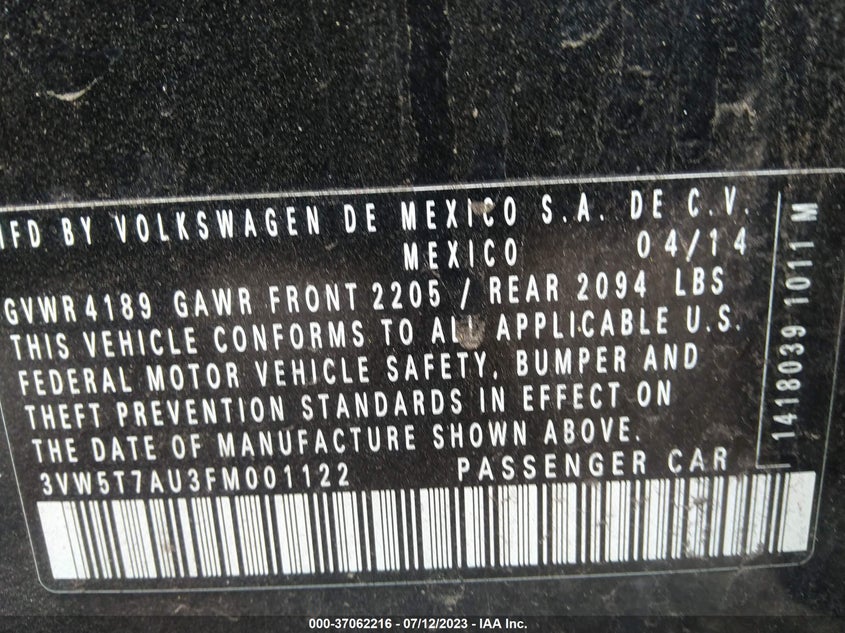 MFD BY VOLKSWAGEN DE MEXICO S.A. DE C.V.
MEXICO 04/14
GVWR 4189 GAWR FRONT 2205 / REAR 2094 LBS
THIS VEHICLE CONFORMS TO ALL APPLICABLE U.S.
FEDERAL MOTOR VEHICLE SAFETY, BUMPER AND
THEFT PREVENTION STANDARDS IN EFFECT ON
THE DATE OF MANUFACTURE SHOWN ABOVE.
3VW5T7AU3FM001122 PASSENGER CAR
1418039 1011 M
000-37062216 - 07/12/2023 - IAA Inc.